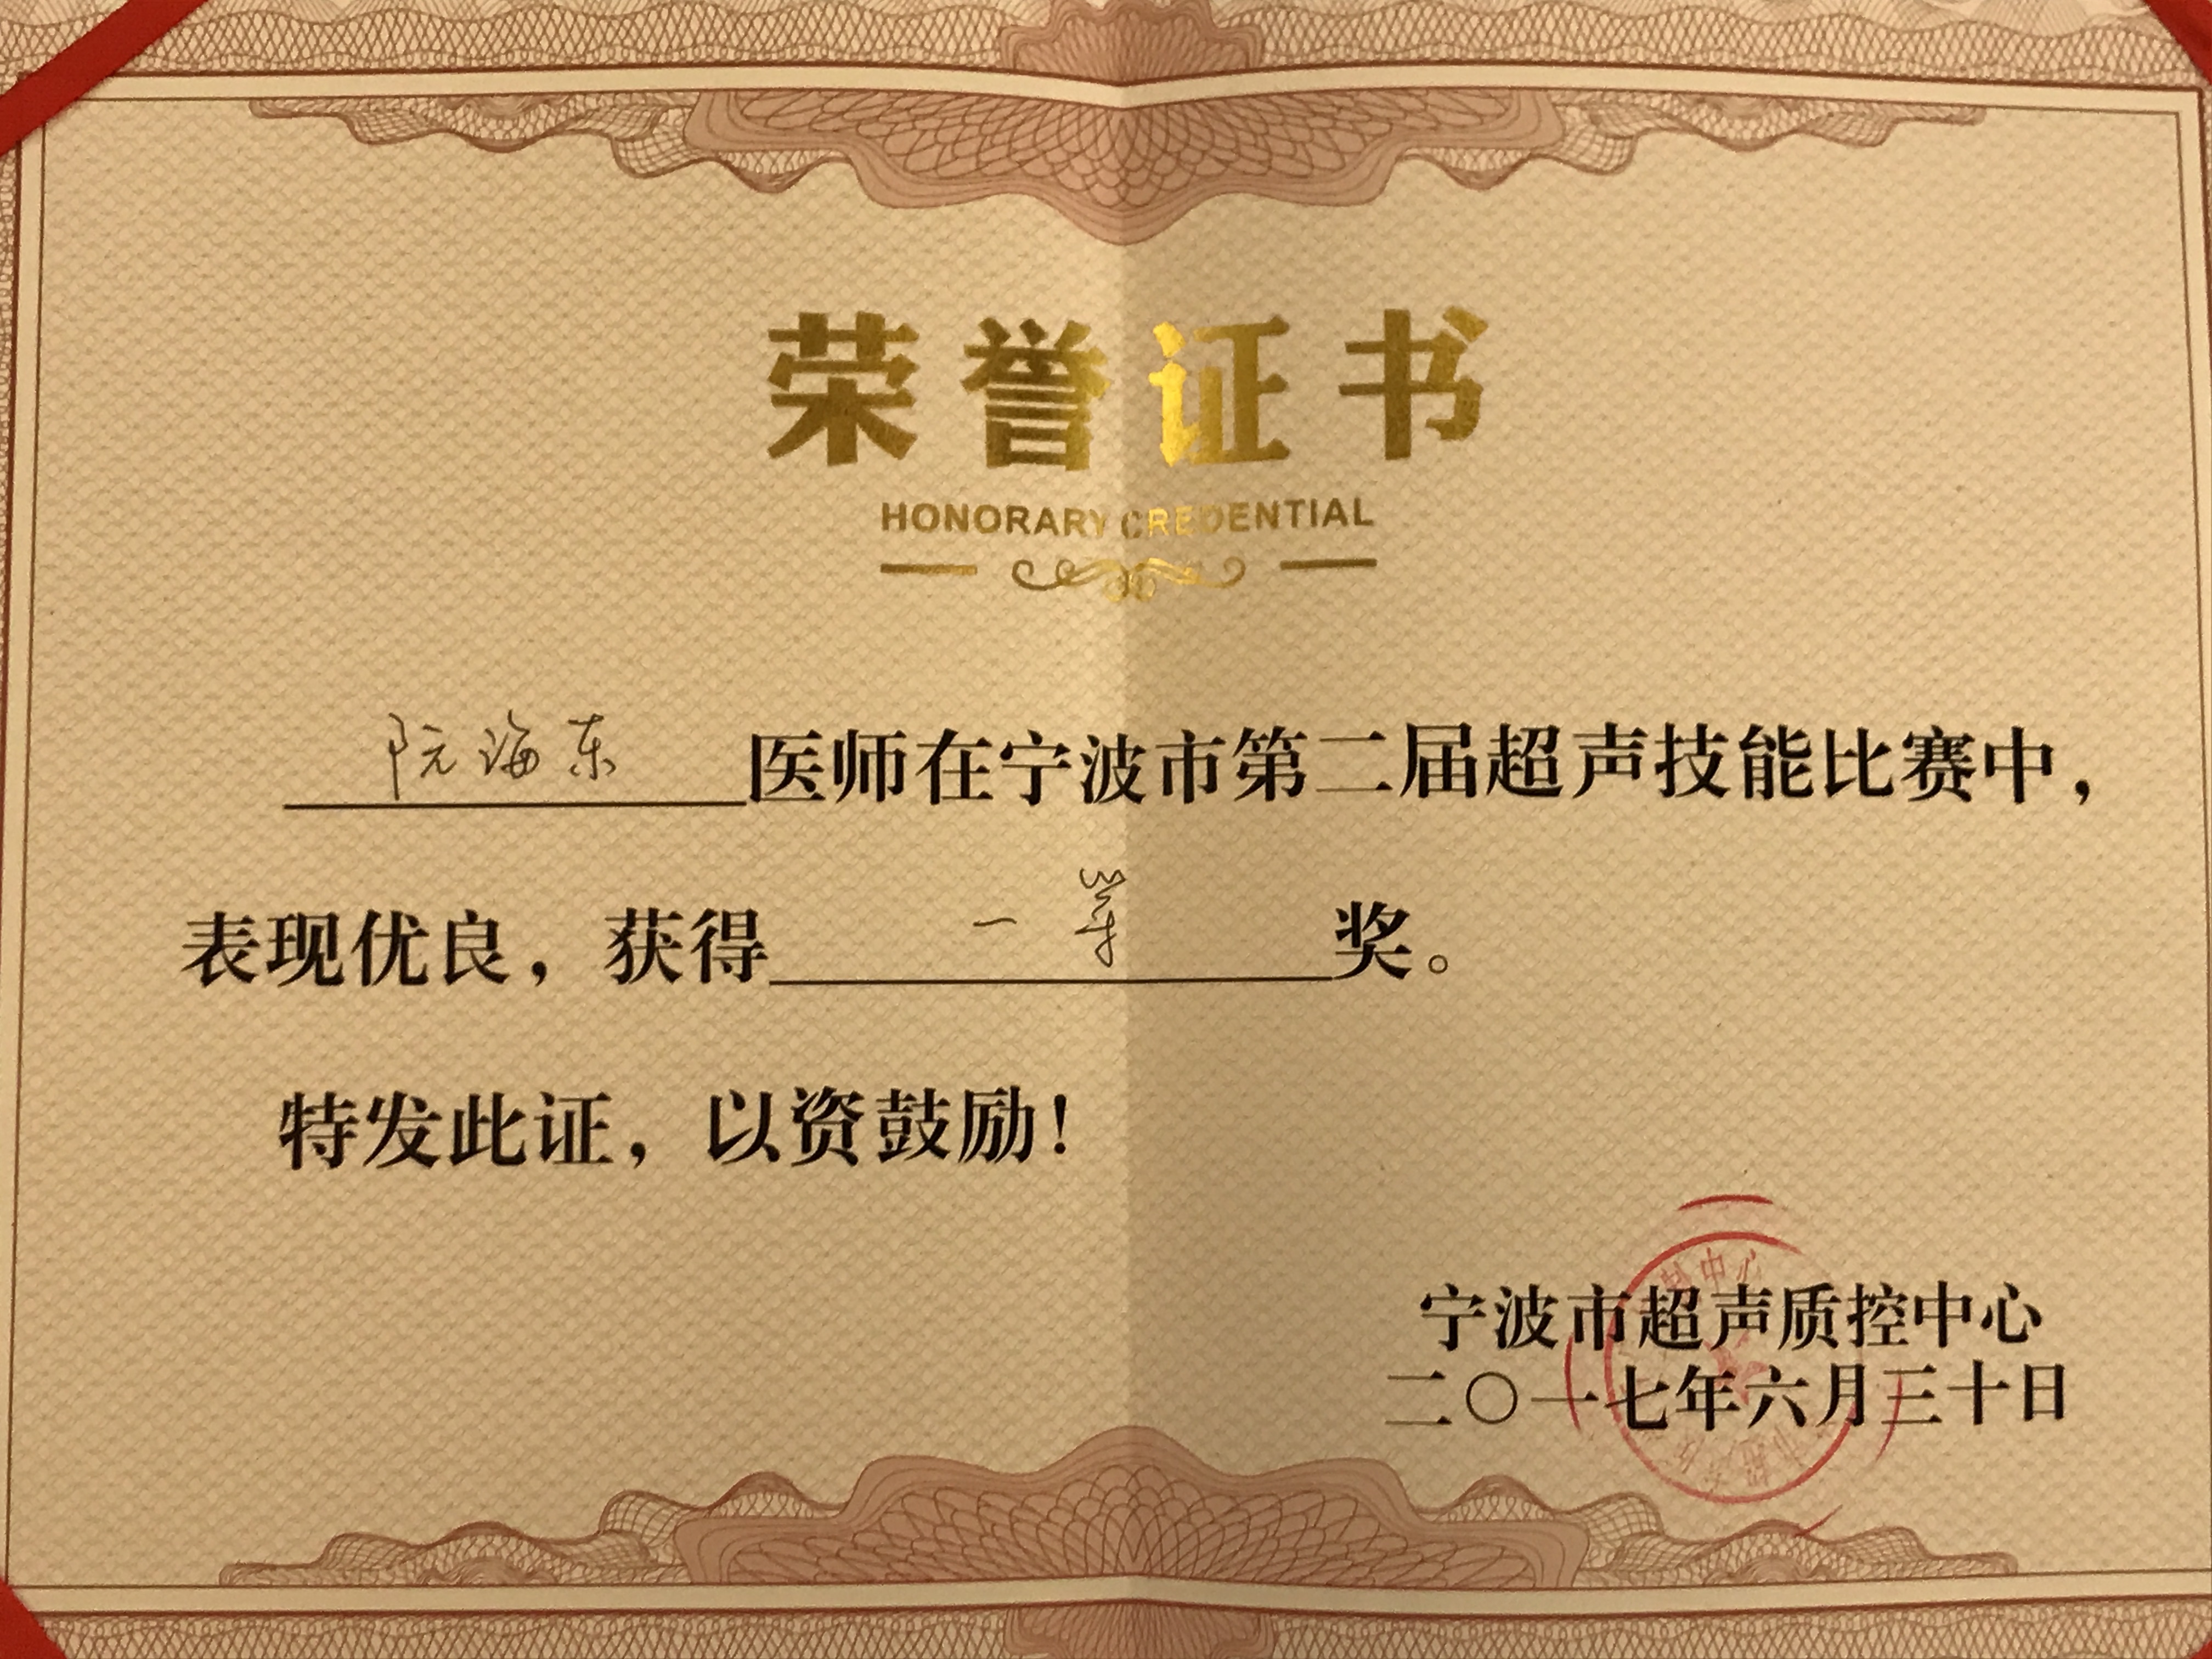 荣誉证书
HONORARY CREDENTIAL
阮海东医师在宁波市第二届超声技能比赛中，
表现优良，获得一等奖。
特发此证，以资鼓励！
宁波市超声质控中心
二〇一七年六月三十日